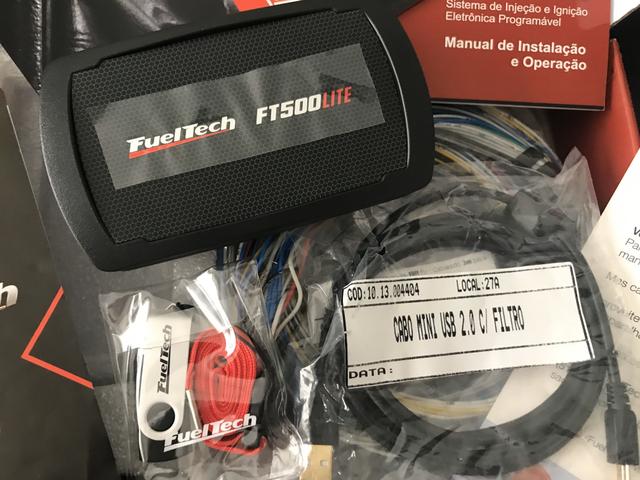 Sistema de Injeção e Ignição
Eletrônica Programável
Manual de Instalação
e Operação
FUELTECH FT500LITE
COD:10.13.004404 LOCAL:27A
CABO MINI USB 2.0 C/ FILTRO
DATA:
FuelTech
FuelTech